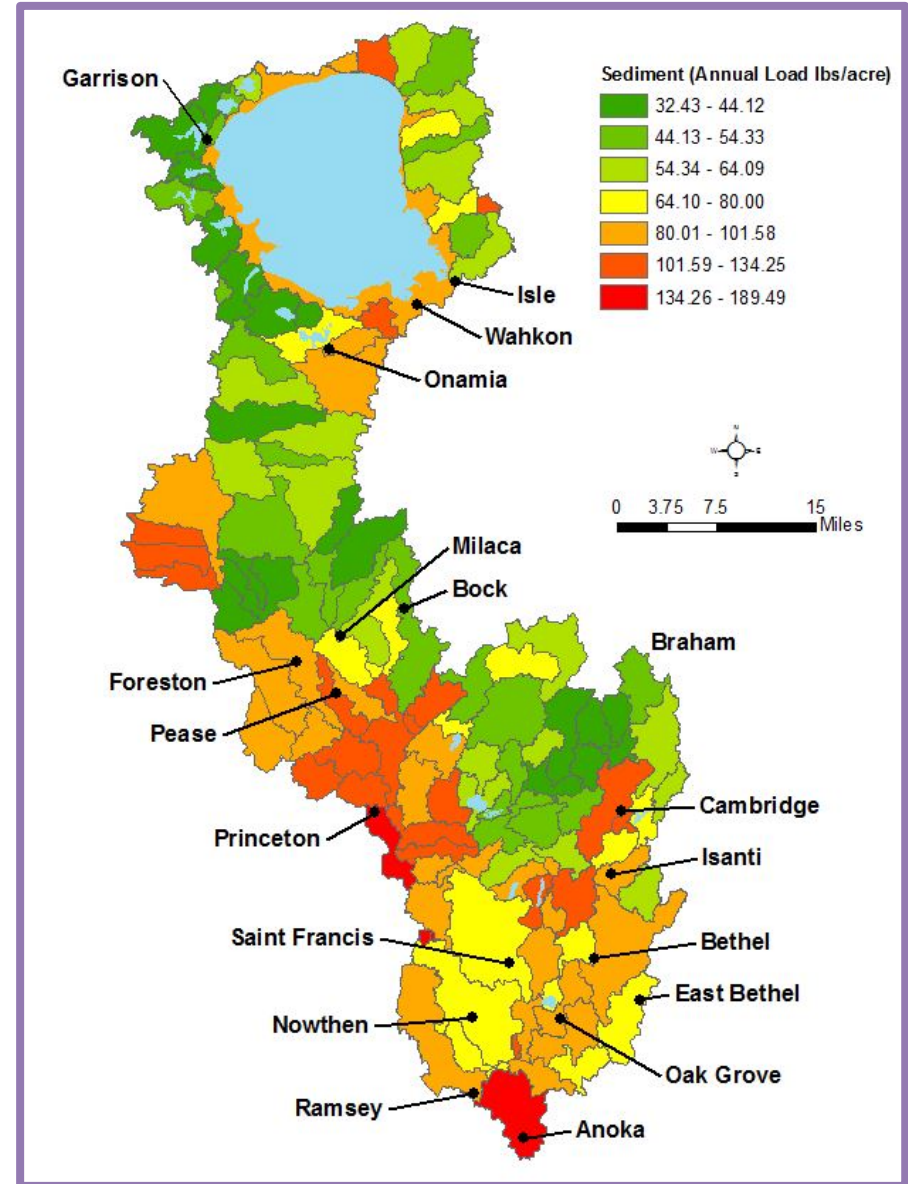 Garrison
Sediment (Annual Load lbs/acre)
32.43 - 44.12
44.13 - 54.33
54.34 - 64.09
64.10 - 80.00
80.01 - 101.58
101.59 - 134.25
134.26 - 189.49
Isle
Wahkon
Onamia
N
W
E
S
0 3.75 7.5 15
Miles
Milaca
Bock
Braham
Foreston
Pease
Cambridge
Princeton
Isanti
Saint Francis
Bethel
East Bethel
Nowthen
Oak Grove
Ramsey
Anoka